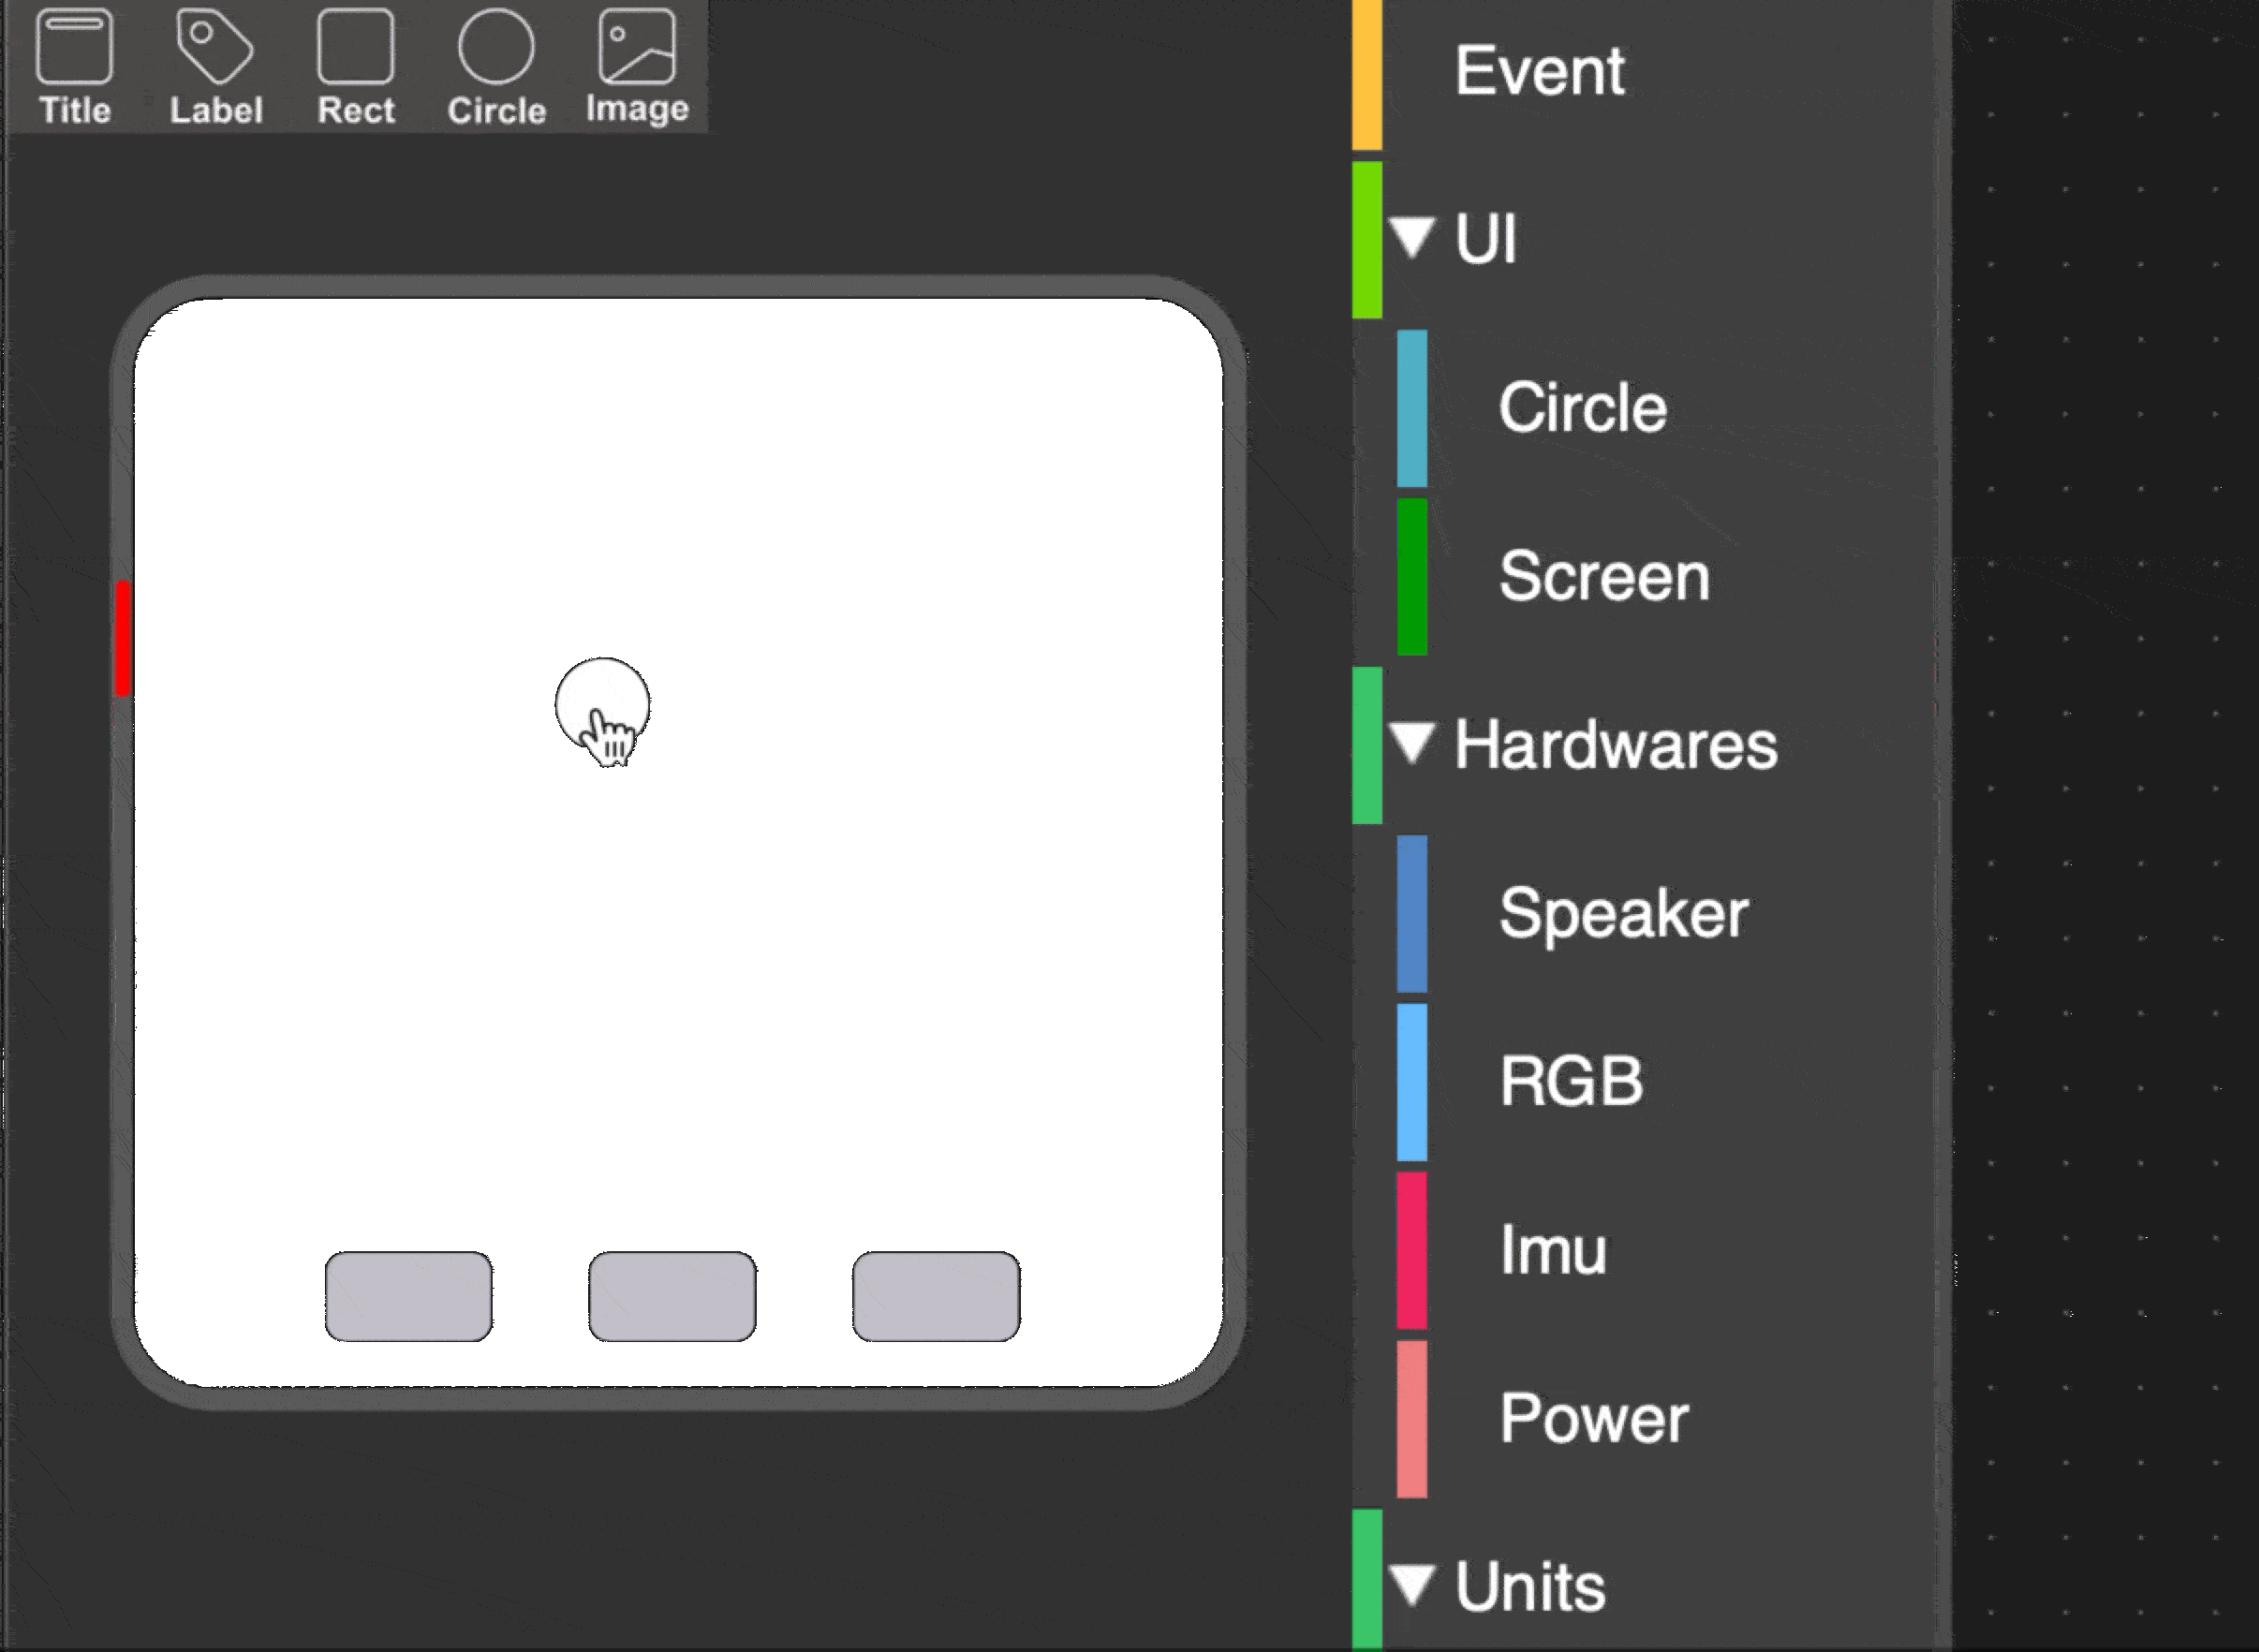 Title Label Rect Circle Image
Event
UI
Circle
Screen
Hardwares
Speaker
RGB
Imu
Power
Units